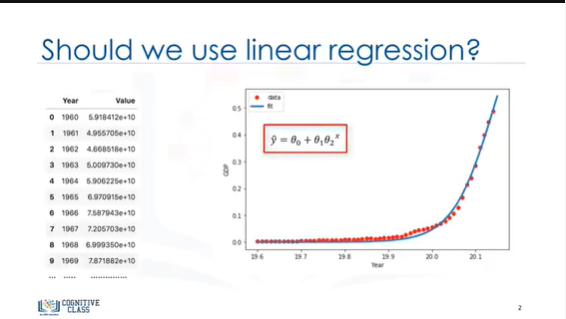 Should we use linear regression?
Year Value
0 1960 5.918412e+10
1 1961 4.955705e+10
2 1962 4.668518e+10
3 1963 5.009730e+10
4 1964 5.906225e+10
5 1965 6.970915e+10
6 1966 7.587943e+10
7 1967 7.205703e+10
8 1968 6.999350e+10
9 1969 7.871882e+10
... ..... ...............
data
fit
ŷ = θ₀ + θ₁θ₂ˣ
GDP
0.5
0.4
0.3
0.2
0.1
0.0
19.6 19.7 19.8 19.9 20.0 20.1
Year
COGNITIVE
CLASS
2